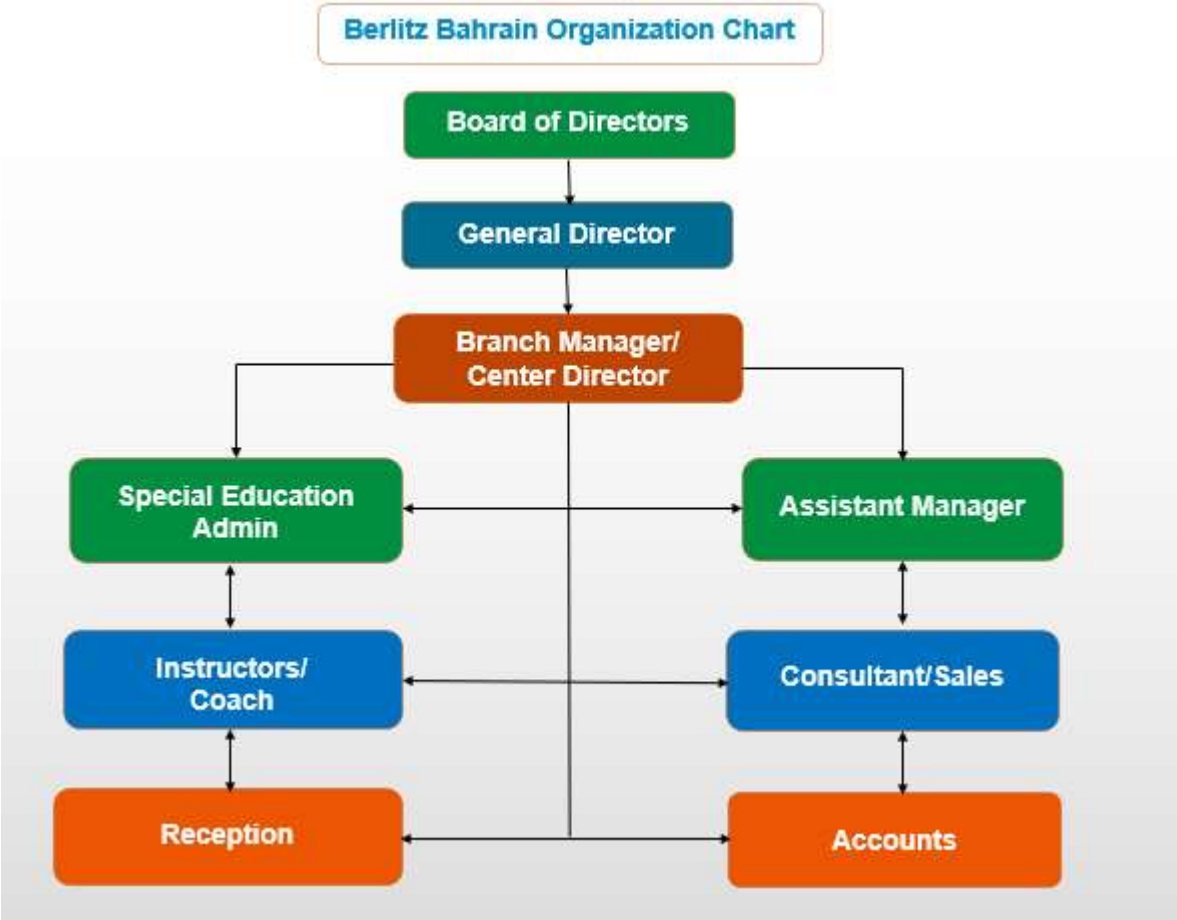 Berlitz Bahrain Organization Chart
Board of Directors
General Director
Branch Manager/
Center Director
Special Education
Admin
Assistant Manager
Instructors/
Coach
Consultant/Sales
Reception
Accounts